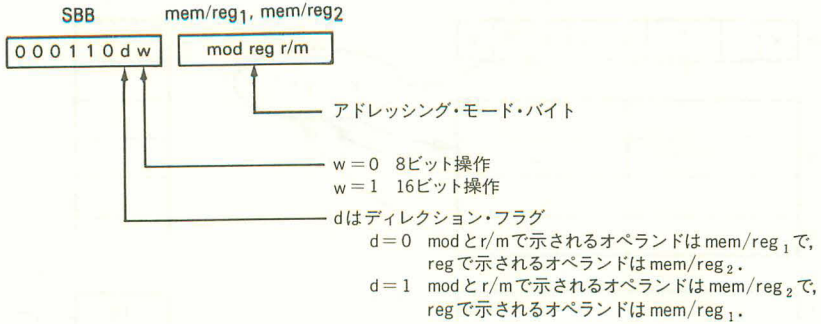 SBB mem/reg₁, mem/reg₂
0 0 0 1 1 0 d w mod reg r/m
アドレッシング・モード・バイト
w=0 8ビット操作
w=1 16ビット操作
dはディレクション・フラグ
d=0 modとr/mで示されるオペランドはmem/reg₁で,
regで示されるオペランドはmem/reg₂.
d=1 modとr/mで示されるオペランドはmem/reg₂で,
regで示されるオペランドはmem/reg₁.